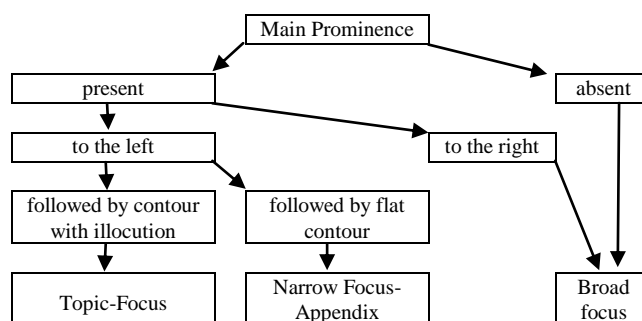 Main Prominence
present
absent
to the left
to the right
followed by contour
with illocution
followed by flat
contour
Topic-Focus
Narrow Focus-
Appendix
Broad
focus